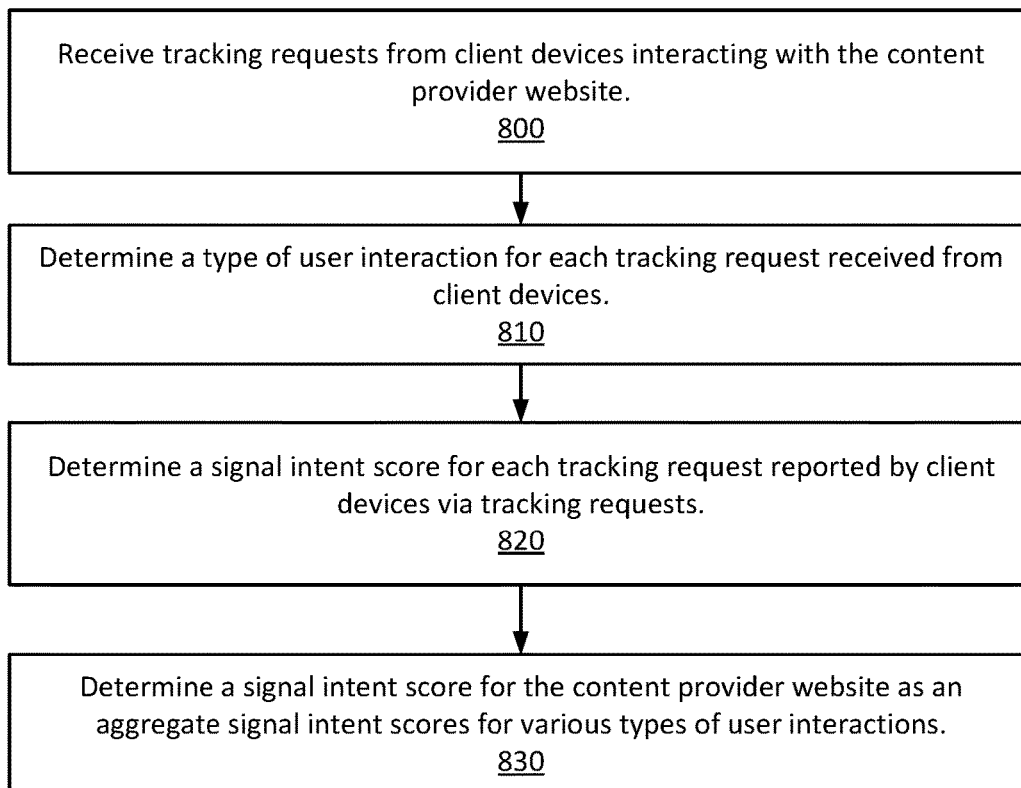 Receive tracking requests from client devices interacting with the content
provider website.
800
Determine a type of user interaction for each tracking request received from
client devices.
810
Determine a signal intent score for each tracking request reported by client
devices via tracking requests.
820
Determine a signal intent score for the content provider website as an
aggregate signal intent scores for various types of user interactions.
830